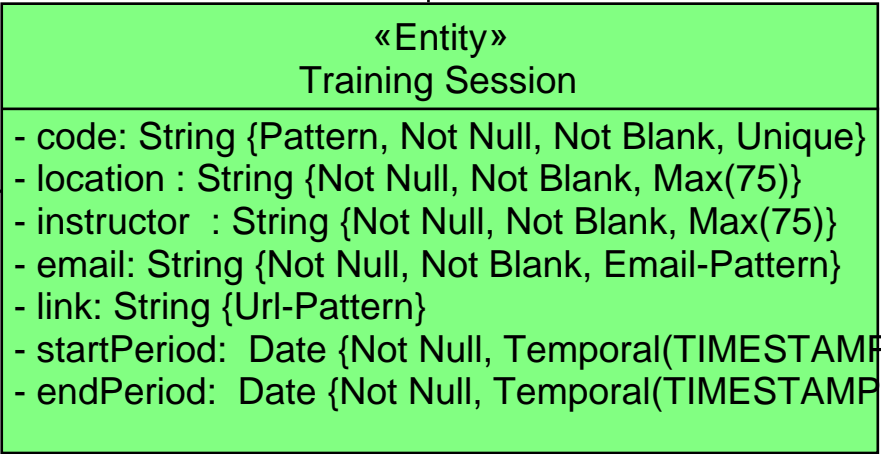 «Entity»
Training Session
- code: String {Pattern, Not Null, Not Blank, Unique}
- location : String {Not Null, Not Blank, Max(75)}
- instructor  : String {Not Null, Not Blank, Max(75)}
- email: String {Not Null, Not Blank, Email-Pattern}
- link: String {Url-Pattern}
- startPeriod:  Date {Not Null, Temporal(TIMESTAMP
- endPeriod:  Date {Not Null, Temporal(TIMESTAMP